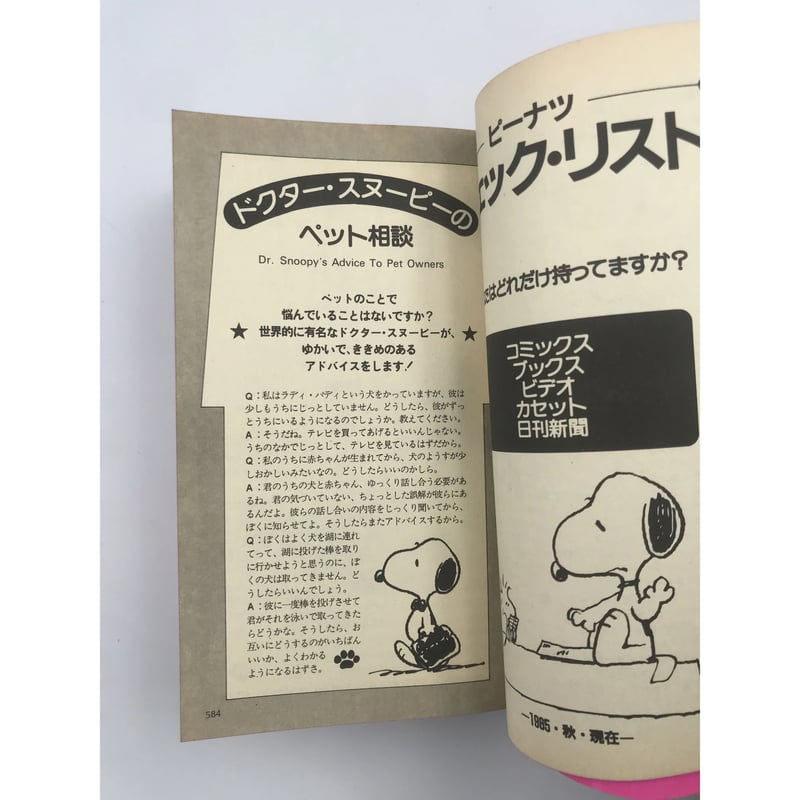 ドクター・スヌーピーの
ペット相談
Dr. Snoopy's Advice To Pet Owners
ペットのことで
悩んでいることはないですか?
★ 世界的に有名なドクター・スヌーピーが、 ★
ゆかいで、ききめのある
アドバイスをします!
Q:私はラディ・バディという犬をかっていますが、彼は
少しもうちにじっとしていません。どうしたら、彼がずっ
とうちにいるようになるのでしょうか。教えてください。
A:そうだね。テレビを買ってあげるといいんじゃない。
うちのなかでじっとして、テレビを見ているはずだから。
Q:私のうちに赤ちゃんが生まれてから、犬のようすが少
しおかしいみたいなの。どうしたらいいのかしら。
A:君のうちの犬と赤ちゃん、ゆっくり話し合う必要があ
るね。君の気づいていない、ちょっとした誤解が彼らにあ
るんだよ。彼らの話し合いの内容をじっくり聞いてから、
ぼくに知らせてよ。そうしたらまたアドバイスするから。
Q:ぼくはよく犬を湖に連れ
てって、湖に投げた棒を取り
に行かせようと思うのに、ぼ
くの犬は取ってきません。ど
うしたらいいんでしょう。
A:彼に一度棒を投げさせて
君がそれを泳いで取ってきた
らどうかな。そうしたら、お
互いにどうするのがいちばん
いいか、よくわかる
ようになるはずさ。
584
ピーナツ
ック・リスト
はどれだけ持ってますか?
コミックス
ブックス
ビデオ
カセット
日刊新聞
―1985・秋・現在―